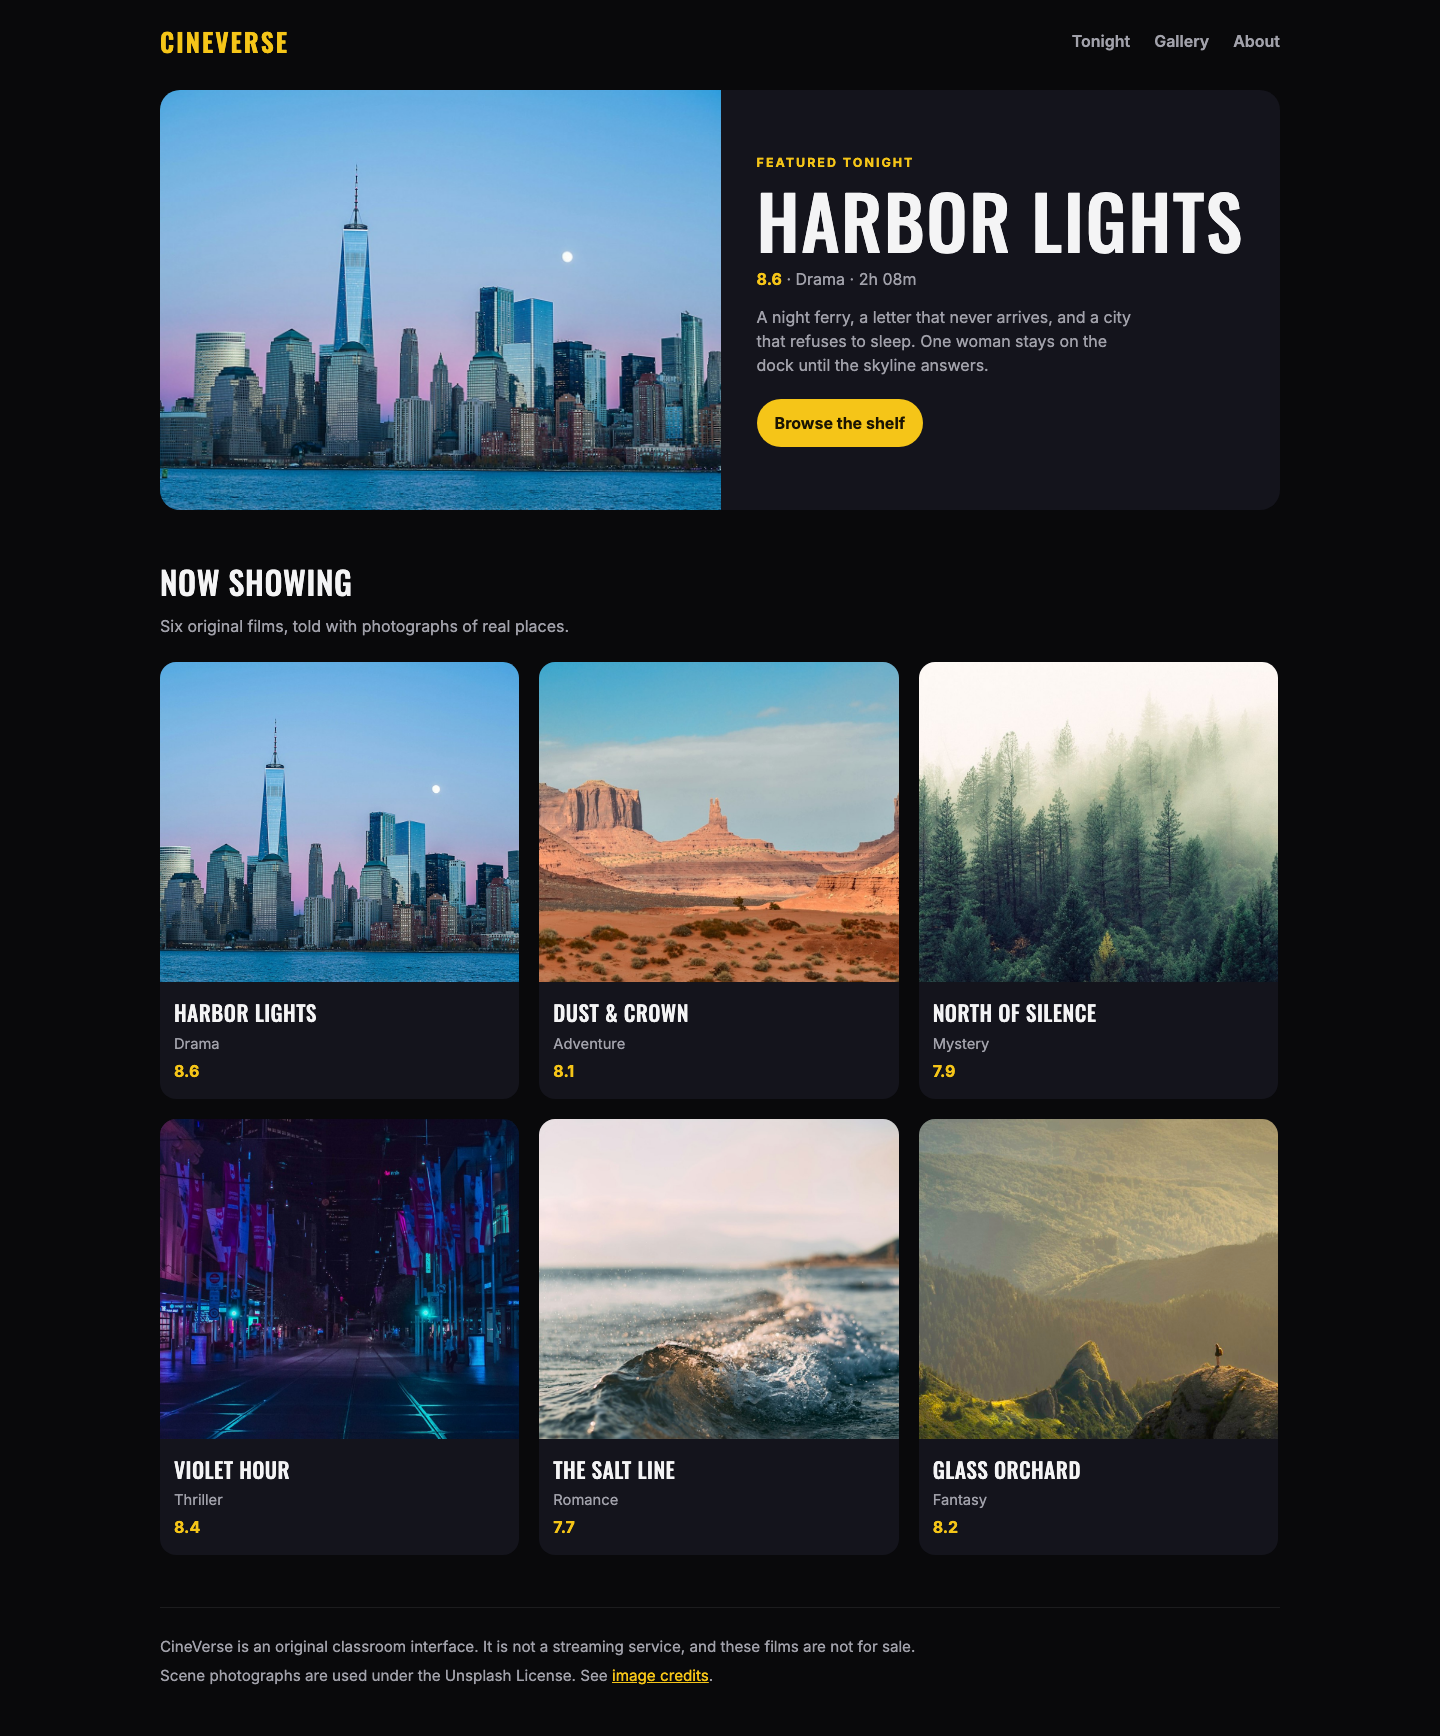 CINEVERSE
Tonight Gallery About
FEATURED TONIGHT
HARBOR LIGHTS
8.6 · Drama · 2h 08m
A night ferry, a letter that never arrives, and a city
that refuses to sleep. One woman stays on the
dock until the skyline answers.
Browse the shelf
NOW SHOWING
Six original films, told with photographs of real places.
HARBOR LIGHTS
Drama
8.6
DUST & CROWN
Adventure
8.1
NORTH OF SILENCE
Mystery
7.9
VIOLET HOUR
Thriller
8.4
THE SALT LINE
Romance
7.7
GLASS ORCHARD
Fantasy
8.2
CineVerse is an original classroom interface. It is not a streaming service, and these films are not for sale.
Scene photographs are used under the Unsplash License. See image credits.